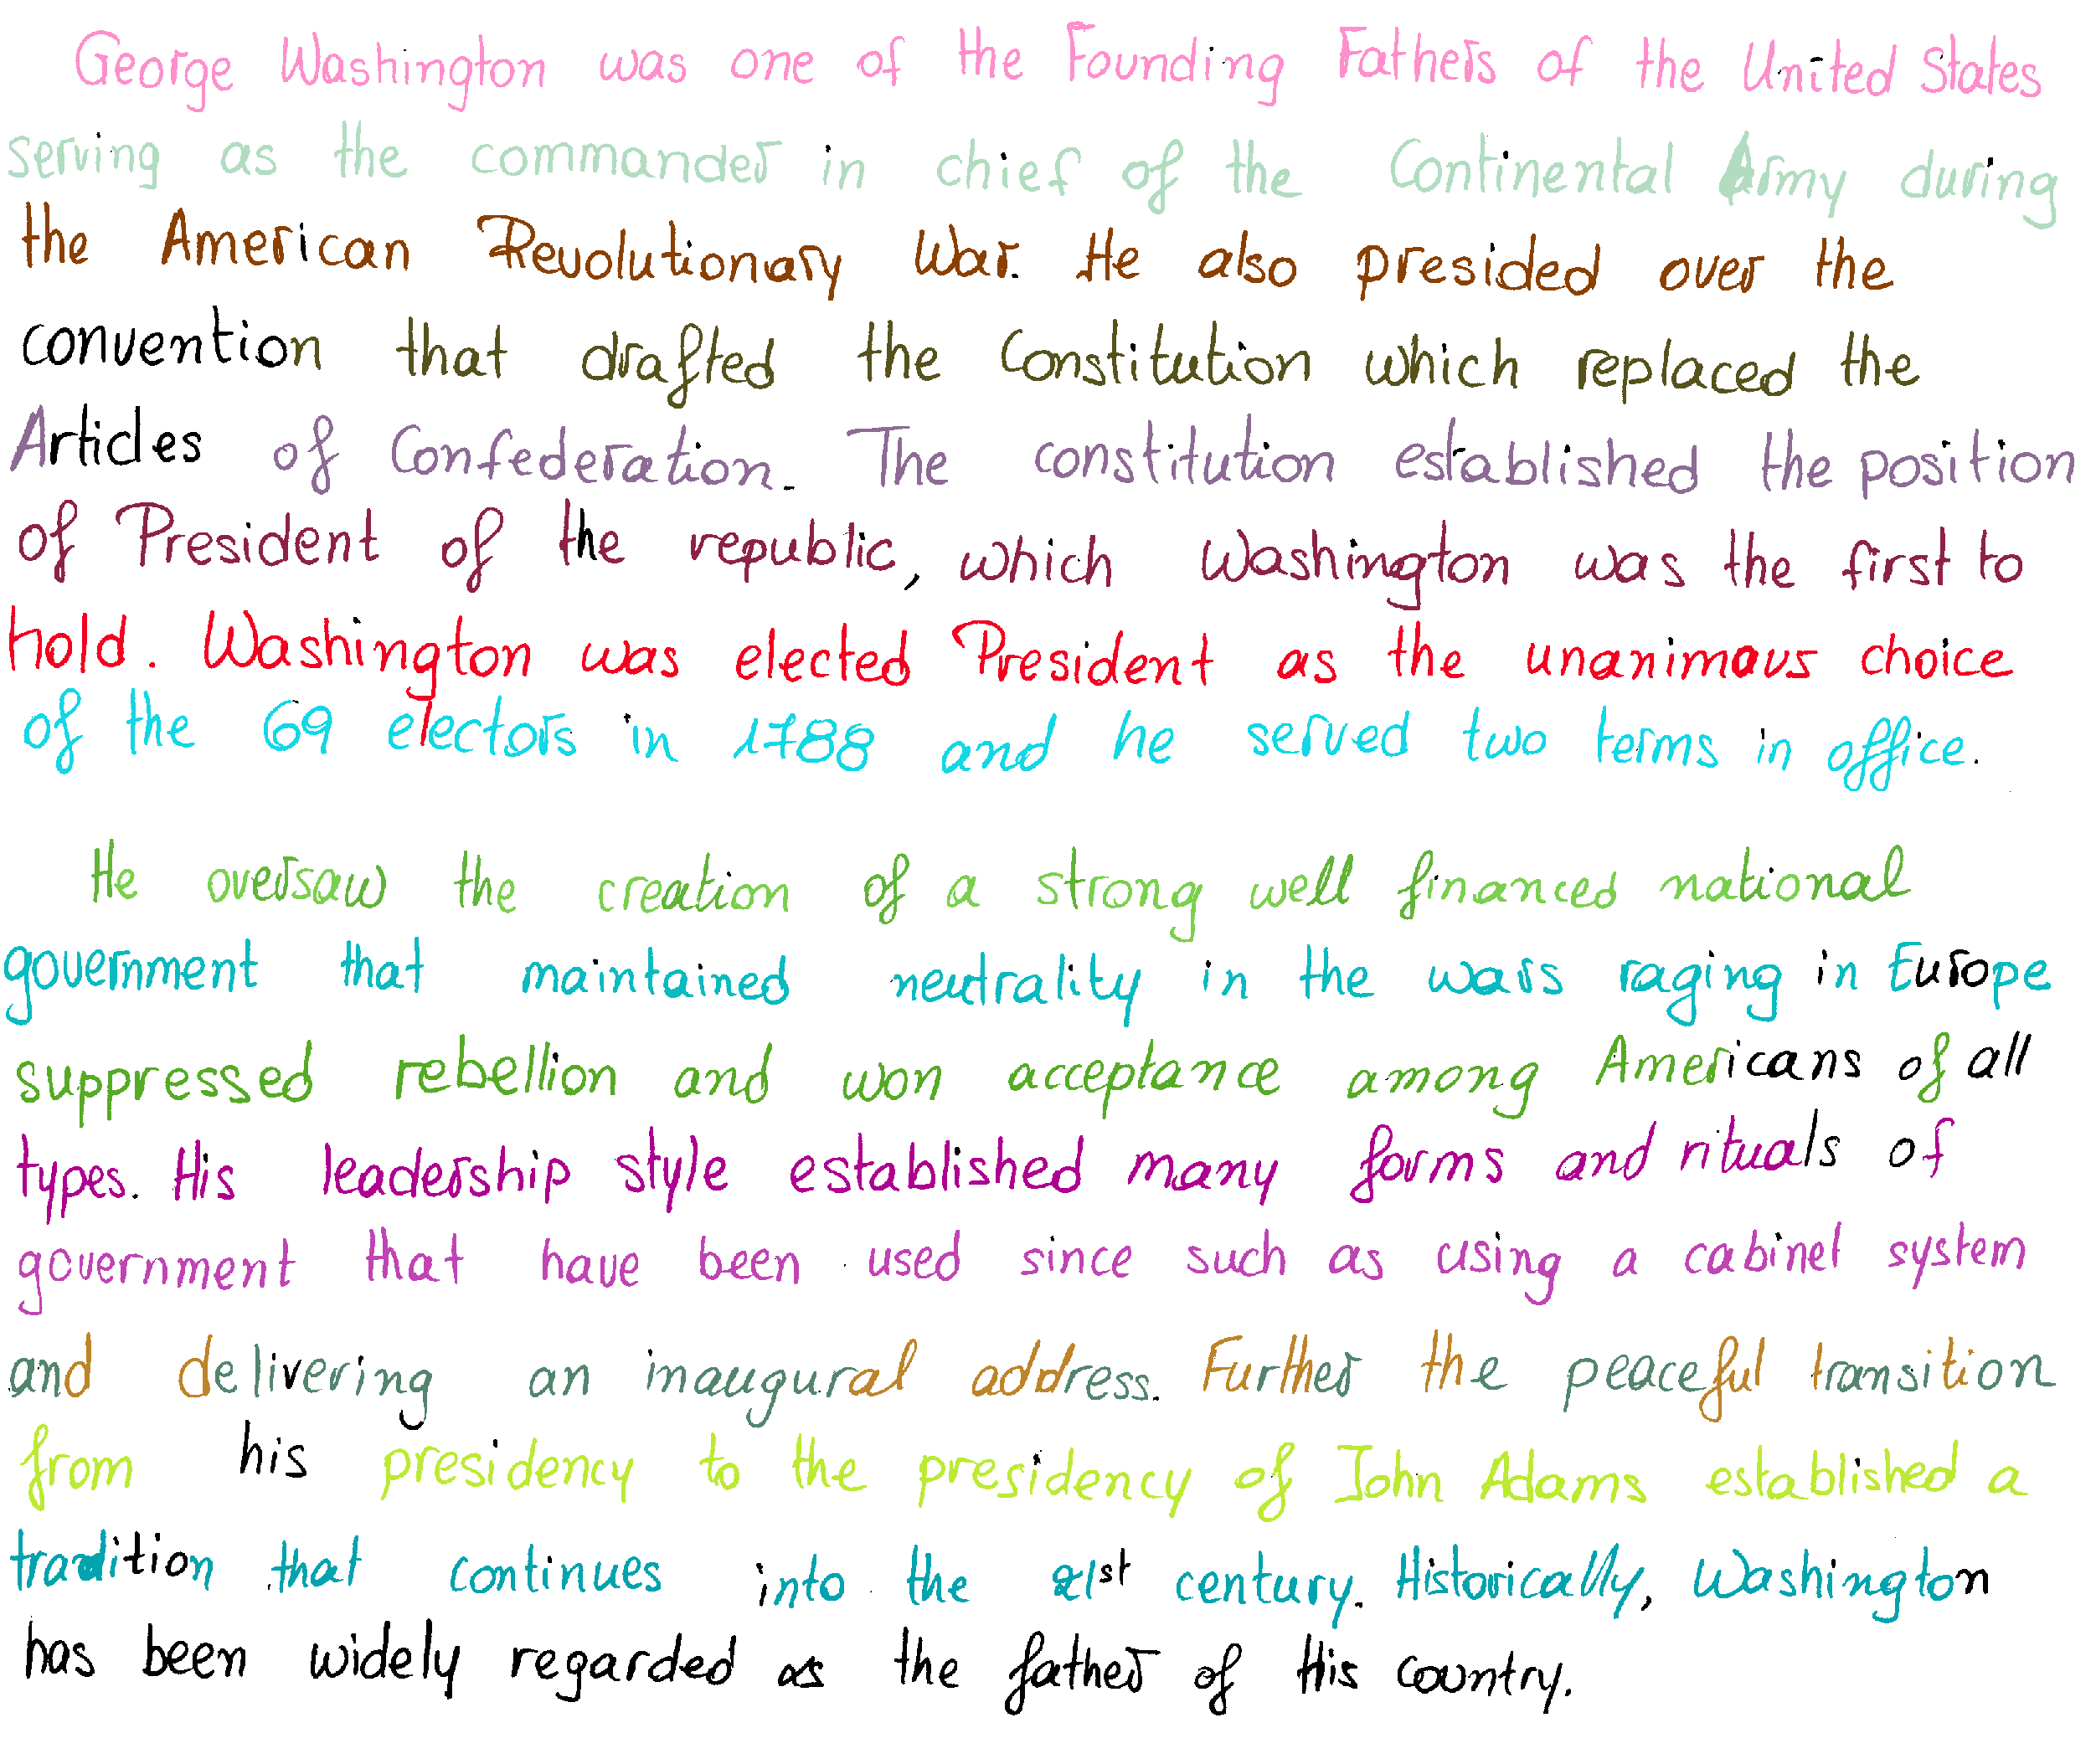 George Washington was one of the Founding Fathers of the United States
serving as the commander in chief of the Continental Army during
the American Revolutionary War. He also presided over the
convention that drafted the Constitution which replaced the
Articles of Confederation. The constitution established the position
of President of the republic, which Washington was the first to
hold. Washington was elected President as the unanimous choice
of the 69 electors in 1788 and he served two terms in office.
He oversaw the creation of a strong well financed national
government that maintained neutrality in the wars raging in Europe
suppressed rebellion and won acceptance among Americans of all
types. His leadership style established many forms and rituals of
government that have been used since such as using a cabinet system
and delivering an inaugural address. Further the peaceful transition
from his presidency to the presidency of John Adams established a
tradition that continues into the 21st century. Historically, Washington
has been widely regarded as the father of His country.